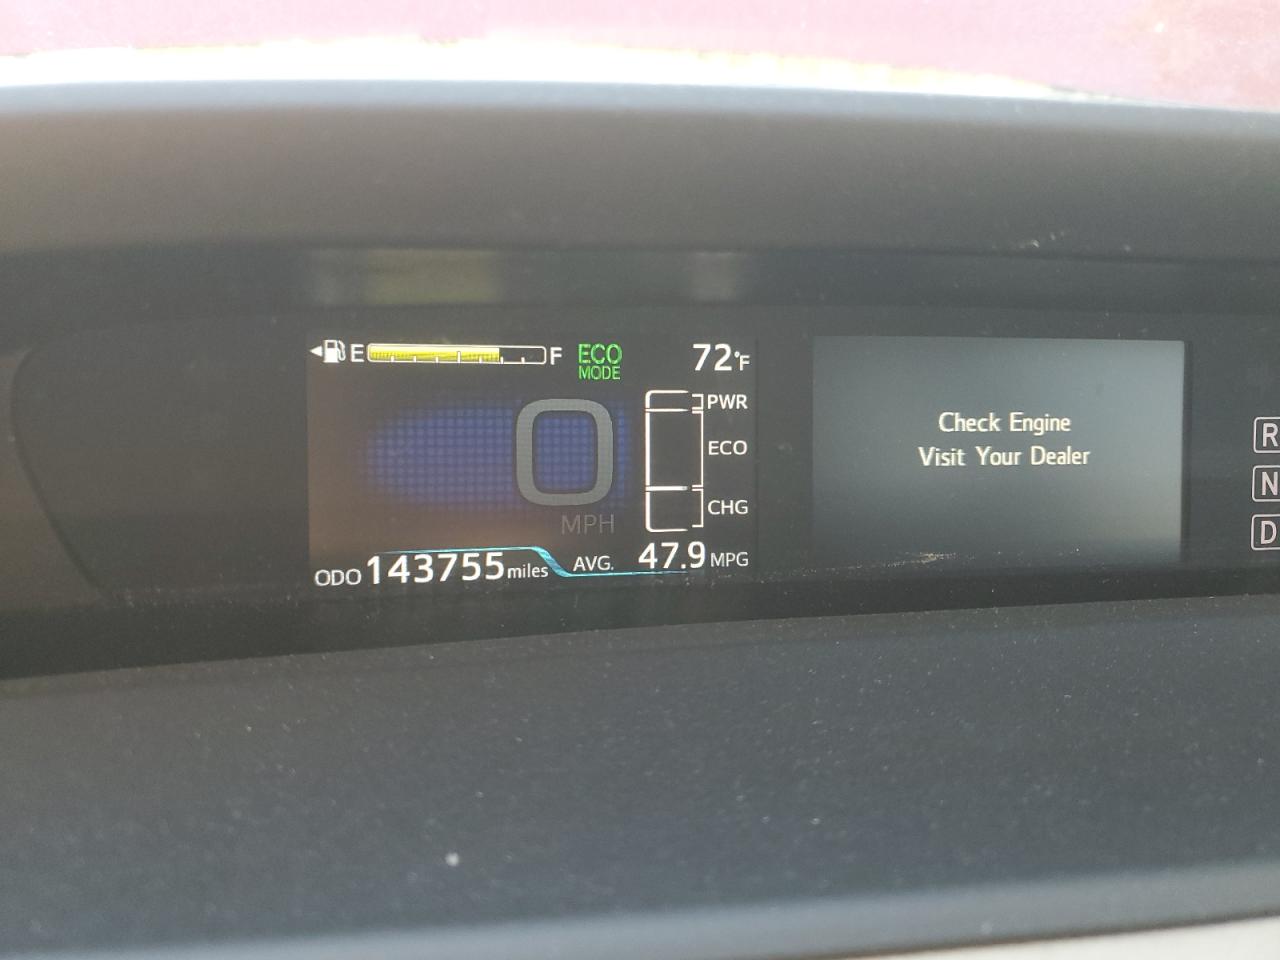 E F ECO 72°F
MODE
PWR
ECO
0
MPH
CHG
ODO 143755 miles AVG. 47.9 MPG
Check Engine
Visit Your Dealer
R
N
D